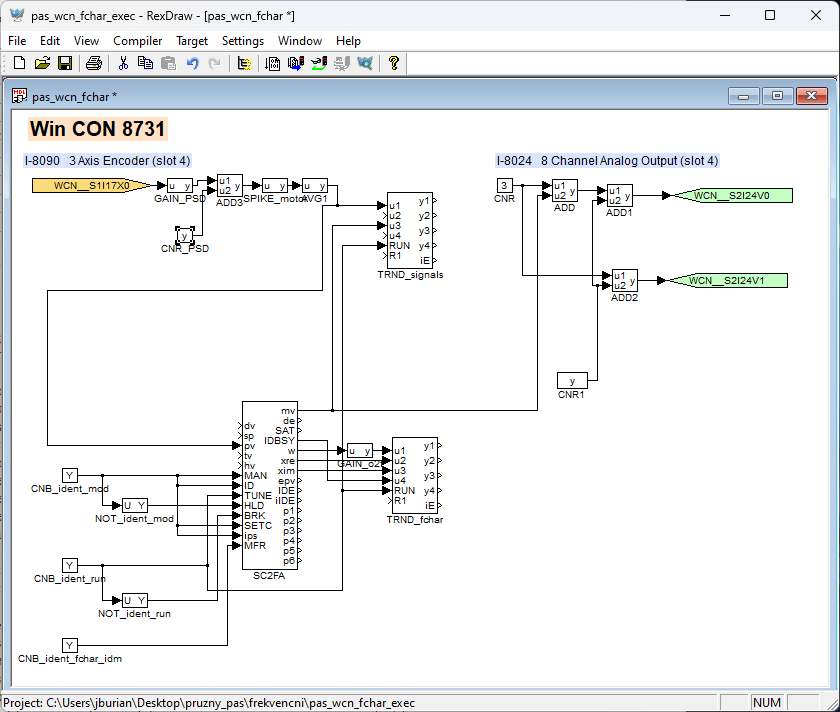 pas_wcn_fchar_exec - RexDraw - [pas_wcn_fchar *]
File Edit View Compiler Target Settings Window Help
pas_wcn_fchar *
Win CON 8731
I-8090 3 Axis Encoder (slot 4)
I-8024 8 Channel Analog Output (slot 4)
WCN__S1I17X0
u y
GAIN_PSD
u1
u2 y
ADD3
u y
SPIKE_motor
u y
AVG1
y
CNR_PSD
u1 y1
u2 y2
u3 y3
u4 y4
RUN
R1 iE
TRND_signals
3
CNR
u1
u2 y
ADD
u1
u2 y
ADD1
WCN__S2I24V0
u1
u2 y
ADD2
WCN__S2I24V1
y
CNR1
dv mv
sp de
pv SAT
tv IDBSY
hv w
MAN xre
ID xim
TUNE epv
HLD IDE
BRK iIDE
SETC p1
ips p2
MFR p3
p4
p5
p6
SC2FA
u y
u1 y1
u2 y2
u3 y3
u4 y4
RUN
R1 iE
TRND_fchar
Y
CNB_ident_mod
U Y
NOT_ident_mod
Y
CNB_ident_run
U Y
NOT_ident_run
Y
CNB_ident_fchar_idm
Project: C:\Users\jburian\Desktop\pruzny_pas\frekvencni\pas_wcn_fchar_exec
NUM